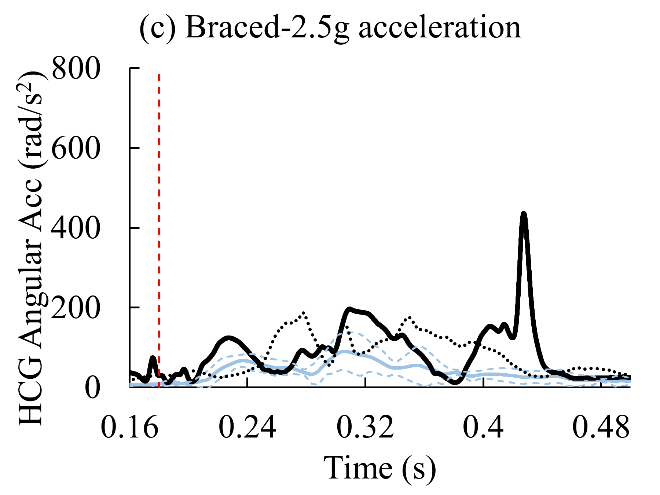 (c) Braced-2.5g acceleration
HCG Angular Acc (rad/s²)
800
600
400
200
0
0.16 0.24 0.32 0.4 0.48
Time (s)